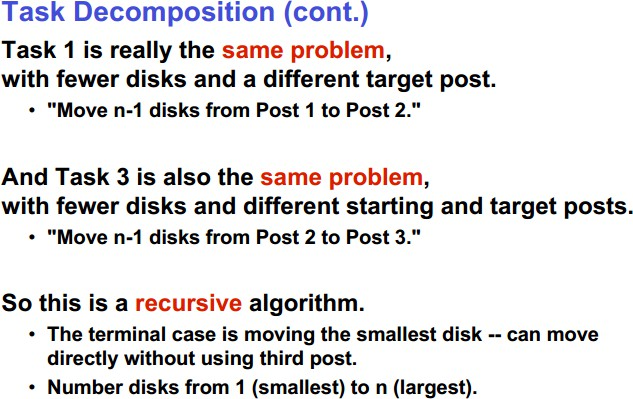 Task Decomposition (cont.)
Task 1 is really the same problem,
with fewer disks and a different target post.
• "Move n-1 disks from Post 1 to Post 2."
And Task 3 is also the same problem,
with fewer disks and different starting and target posts.
• "Move n-1 disks from Post 2 to Post 3."
So this is a recursive algorithm.
• The terminal case is moving the smallest disk -- can move
directly without using third post.
• Number disks from 1 (smallest) to n (largest).